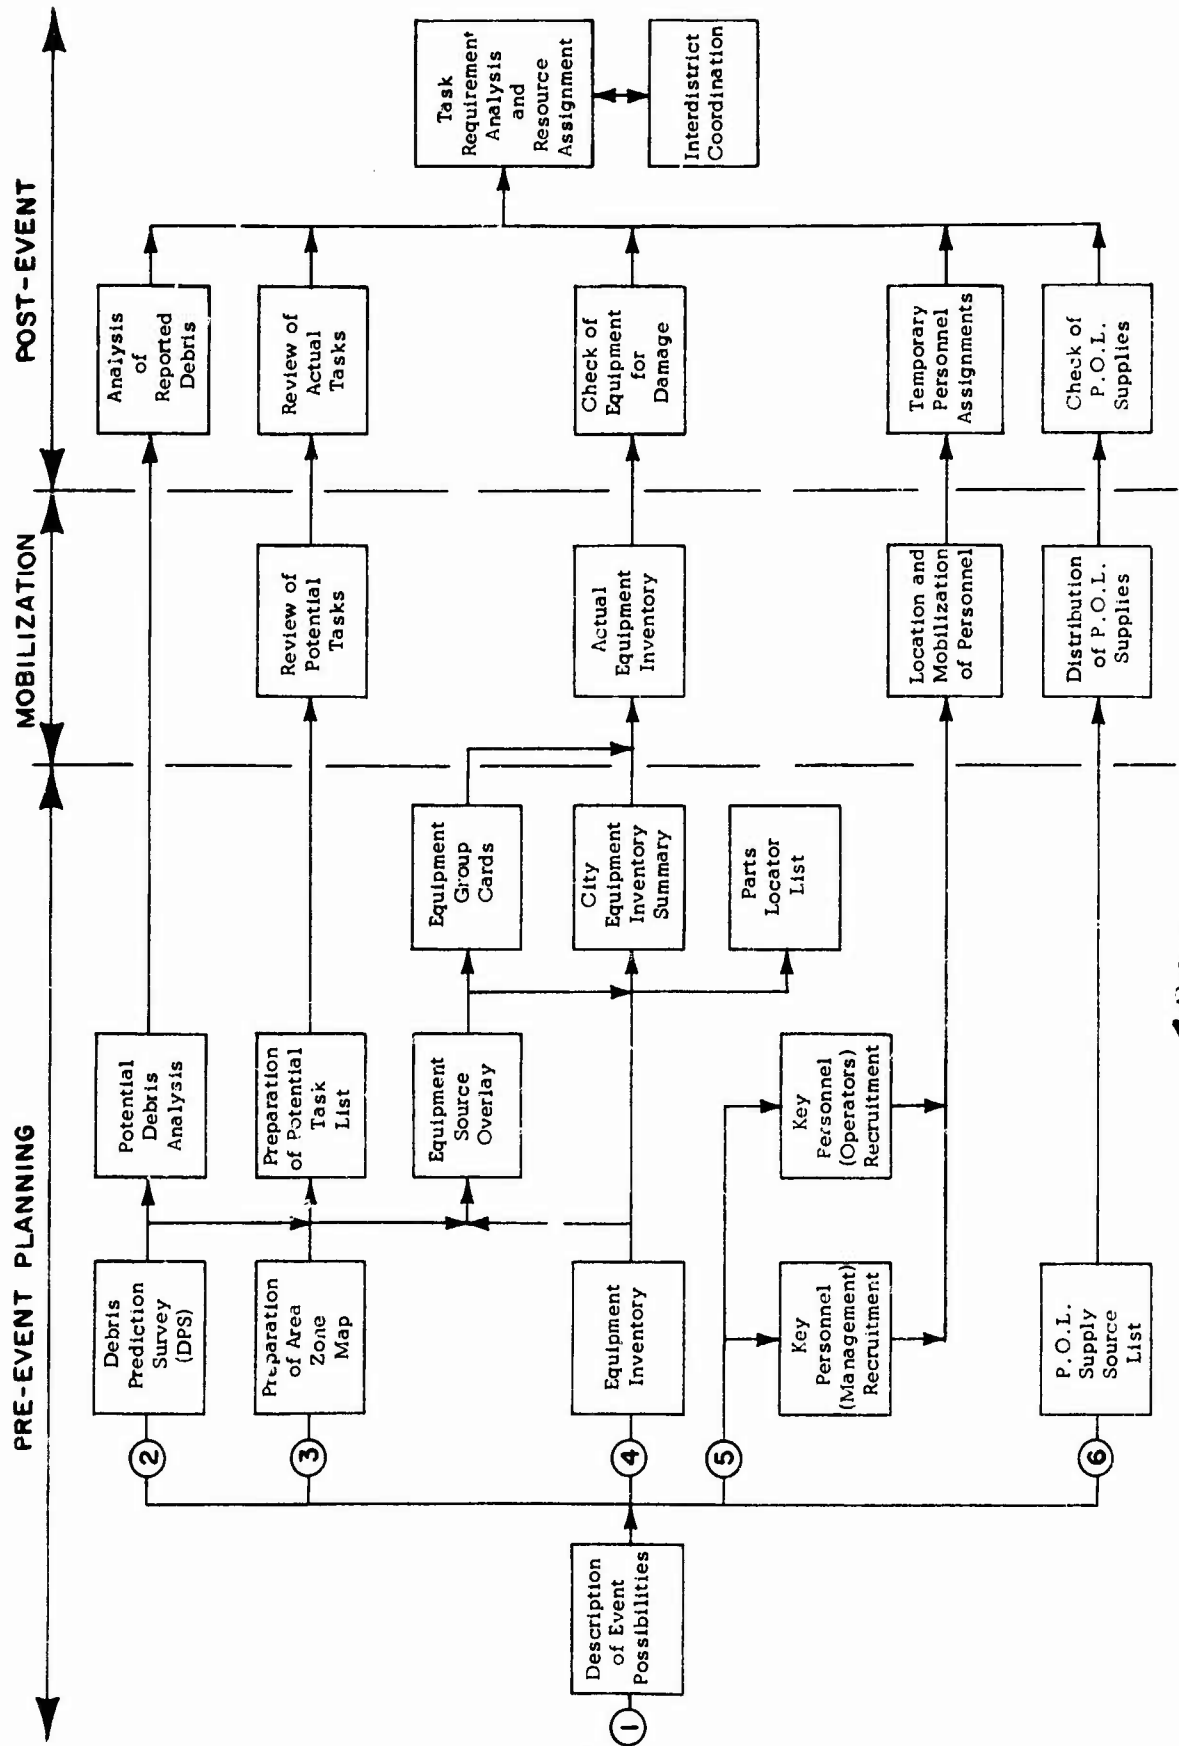 PRE-EVENT PLANNING
MOBILIZATION
POST-EVENT
1
Description
of Event
Possibilities
2
Debris
Prediction
Survey
(DPS)
Potential
Debris
Analysis
Analysis
of
Reported
Debris
3
Preparation
of Area
Zone
Map
Preparation
of Potential
Task
List
Review of
Potential
Tasks
Review of
Actual
Tasks
Equipment
Source
Overlay
Equipment
Group
Cards
4
Equipment
Inventory
City
Equipment
Inventory
Summary
Actual
Equipment
Inventory
Check of
Equipment
for
Damage
Parts
Locator
List
5
Key
Personnel
(Management)
Recruitment
Key
Personnel
(Operators)
Recruitment
Location and
Mobilization
of Personnel
Temporary
Personnel
Assignments
6
P.O.L.
Supply
Source
List
Distribution
of P.O.L.
Supplies
Check of
P.O.L.
Supplies
Task
Requirement
Analysis
and
Resource
Assignment
Interdistrict
Coordination